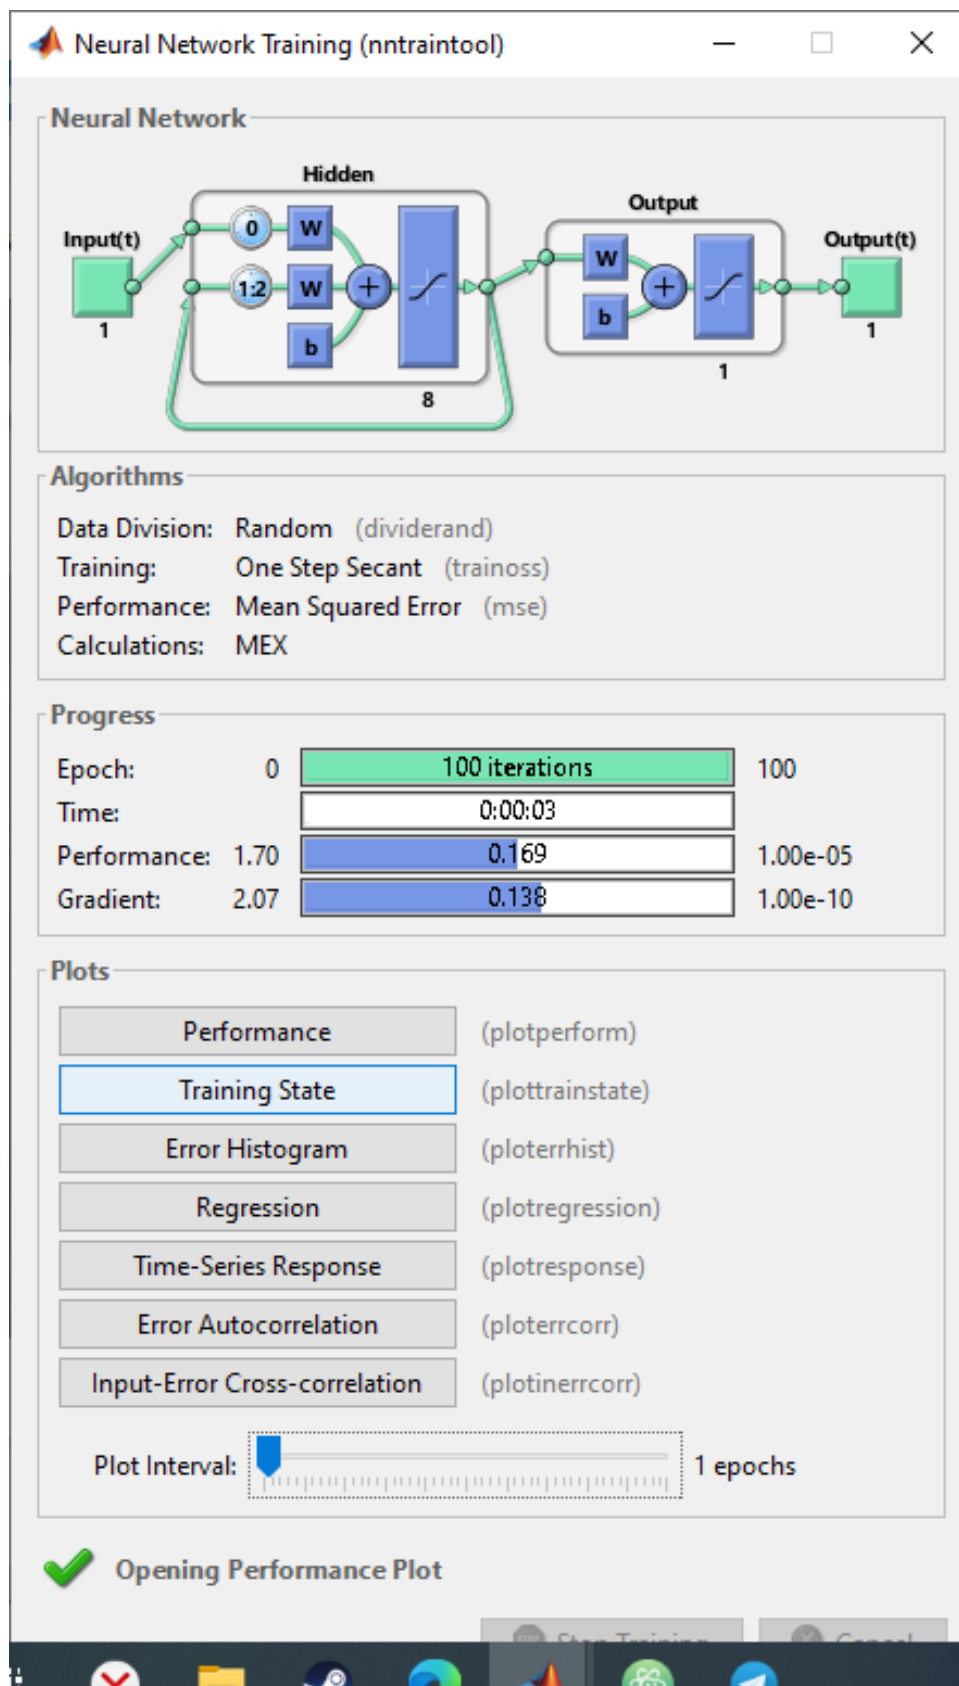 Neural Network Training (nntraintool)
Neural Network
Hidden
Output
Input(t)
Output(t)
0 W
1:2 W
b
W
b
1
8
1
1
Algorithms
Data Division: Random (dividerand)
Training: One Step Secant (trainoss)
Performance: Mean Squared Error (mse)
Calculations: MEX
Progress
Epoch: 0 100 iterations 100
Time: 0:00:03
Performance: 1.70 0.169 1.00e-05
Gradient: 2.07 0.138 1.00e-10
Plots
Performance (plotperform)
Training State (plottrainstate)
Error Histogram (ploterrhist)
Regression (plotregression)
Time-Series Response (plotresponse)
Error Autocorrelation (ploterrcorr)
Input-Error Cross-correlation (plotinerrcorr)
Plot Interval: 1 epochs
Opening Performance Plot
Stop Training Cancel